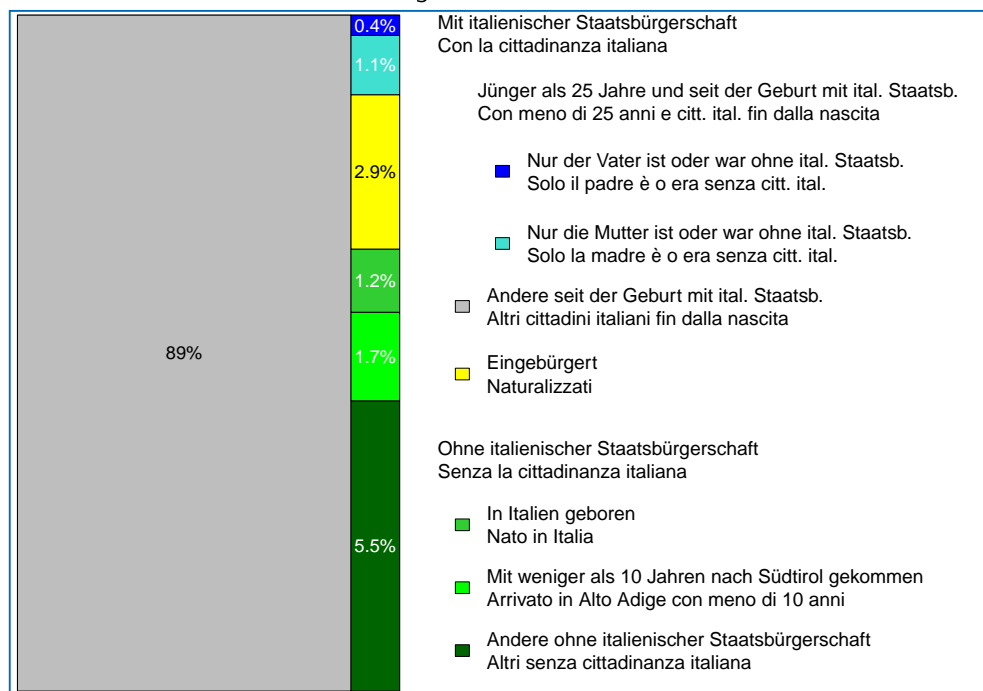 0.4%
1.1%
2.9%
1.2%
1.7%
5.5%
89%
Mit italienischer Staatsbürgerschaft
Con la cittadinanza italiana
Jünger als 25 Jahre und seit der Geburt mit ital. Staatsb.
Con meno di 25 anni e citt. ital. fin dalla nascita
Nur der Vater ist oder war ohne ital. Staatsb.
Solo il padre è o era senza citt. ital.
Nur die Mutter ist oder war ohne ital. Staatsb.
Solo la madre è o era senza citt. ital.
Andere seit der Geburt mit ital. Staatsb.
Altri cittadini italiani fin dalla nascita
Eingebürgert
Naturalizzati
Ohne italienischer Staatsbürgerschaft
Senza la cittadinanza italiana
In Italien geboren
Nato in Italia
Mit weniger als 10 Jahren nach Südtirol gekommen
Arrivato in Alto Adige con meno di 10 anni
Andere ohne italienischer Staatsbürgerschaft
Altri senza cittadinanza italiana